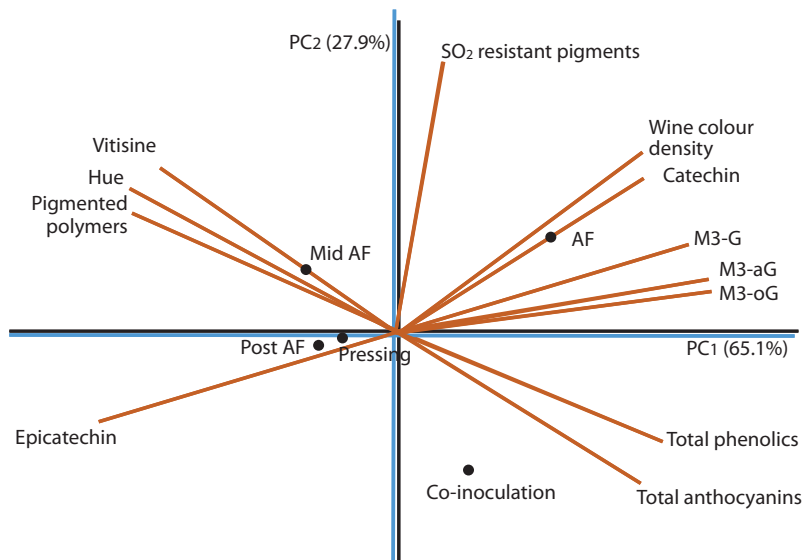 PC2 (27.9%)
SO2 resistant pigments
Vitisine
Hue
Pigmented
polymers
Wine colour
density
Catechin
Mid AF
AF
M3-G
M3-aG
M3-oG
Post AF
Pressing
PC1 (65.1%)
Epicatechin
Total phenolics
Co-inoculation
Total anthocyanins